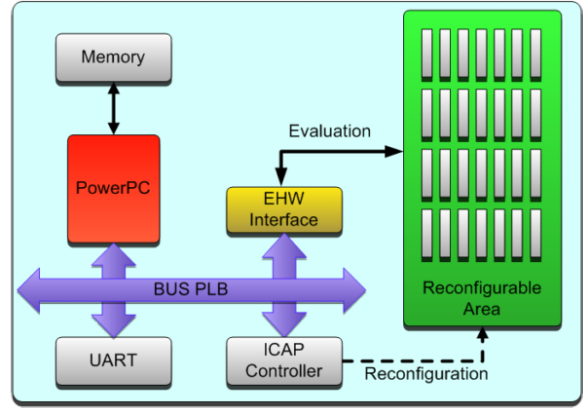 Memory
Evaluation
PowerPC
EHW
Interface
BUS PLB
Reconfigurable
Area
UART
ICAP
Controller
Reconfiguration